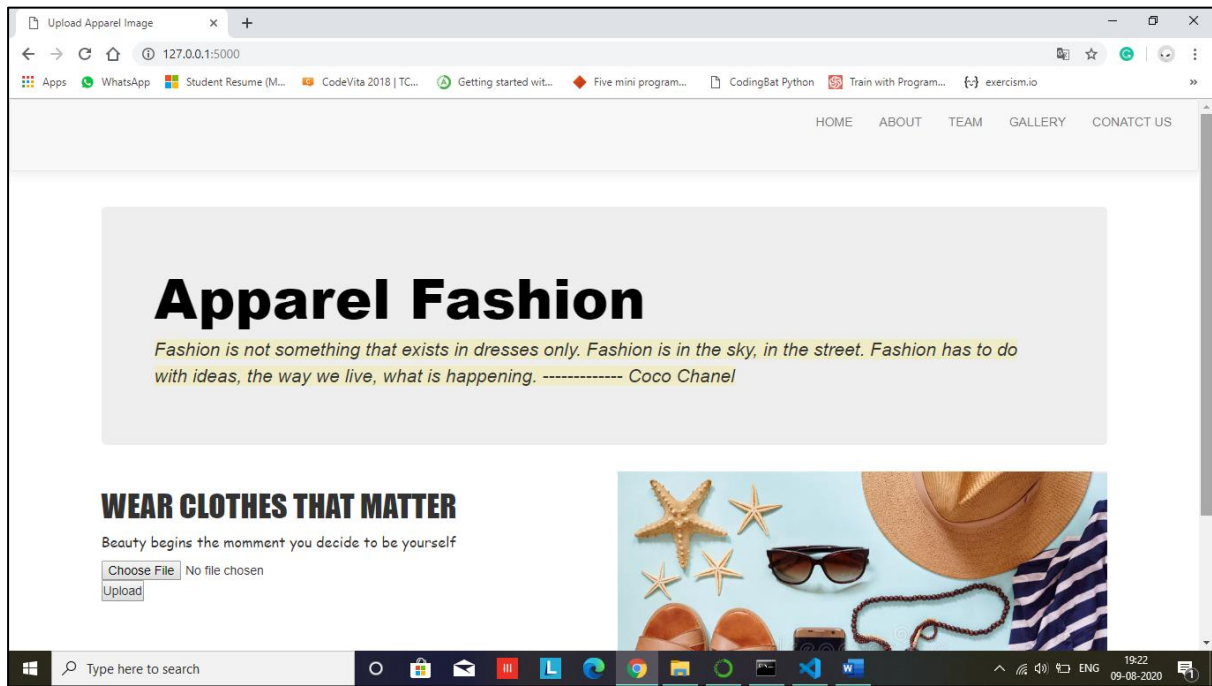 Upload Apparel Image
127.0.0.1:5000
Apps WhatsApp Student Resume (M... CodeVita 2018 | TC... Getting started wit... Five mini program... CodingBat Python Train with Program... {·,·} exercism.io »
HOME ABOUT TEAM GALLERY CONATCT US
Apparel Fashion
Fashion is not something that exists in dresses only. Fashion is in the sky, in the street. Fashion has to do
with ideas, the way we live, what is happening. ------------- Coco Chanel
WEAR CLOTHES THAT MATTER
Beauty begins the momment you decide to be yourself
Choose File No file chosen
Upload
Type here to search
ENG
19:22
09-08-2020
1